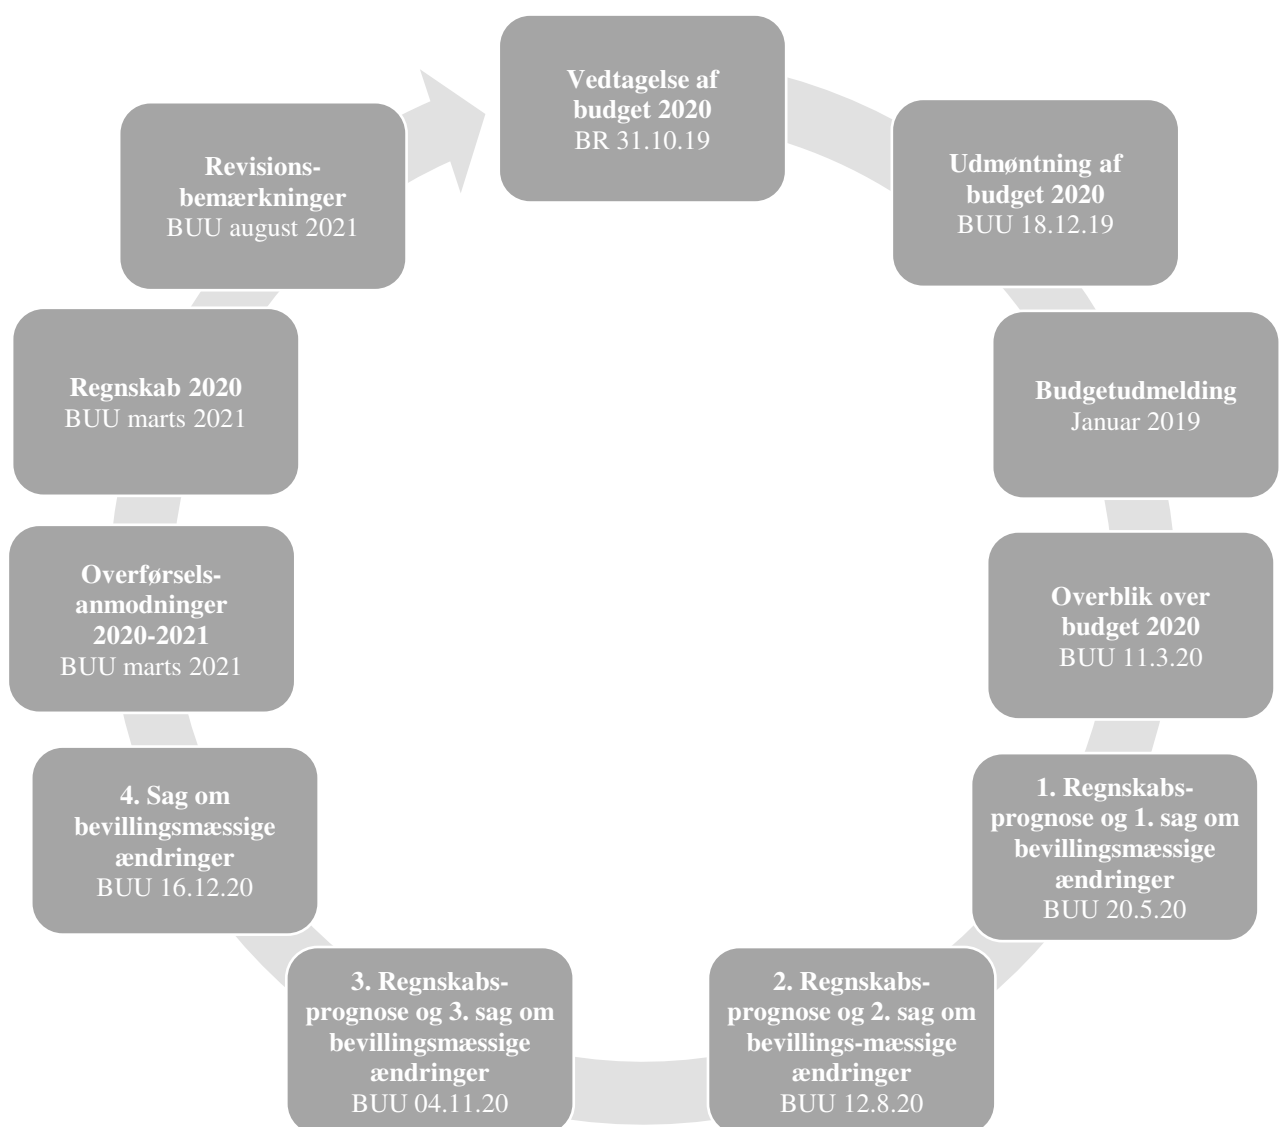 Vedtagelse af
budget 2020
BR 31.10.19
Udmøntning af
budget 2020
BUU 18.12.19
Budgetudmelding
Januar 2019
Overblik over
budget 2020
BUU 11.3.20
1. Regnskabs-
prognose og 1. sag om
bevillingsmæssige
ændringer
BUU 20.5.20
2. Regnskabs-
prognose og 2. sag om
bevillings-mæssige
ændringer
BUU 12.8.20
3. Regnskabs-
prognose og 3. sag om
bevillingsmæssige
ændringer
BUU 04.11.20
4. Sag om
bevillingsmæssige
ændringer
BUU 16.12.20
Overførsels-
anmodninger
2020-2021
BUU marts 2021
Regnskab 2020
BUU marts 2021
Revisions-
bemærkninger
BUU august 2021